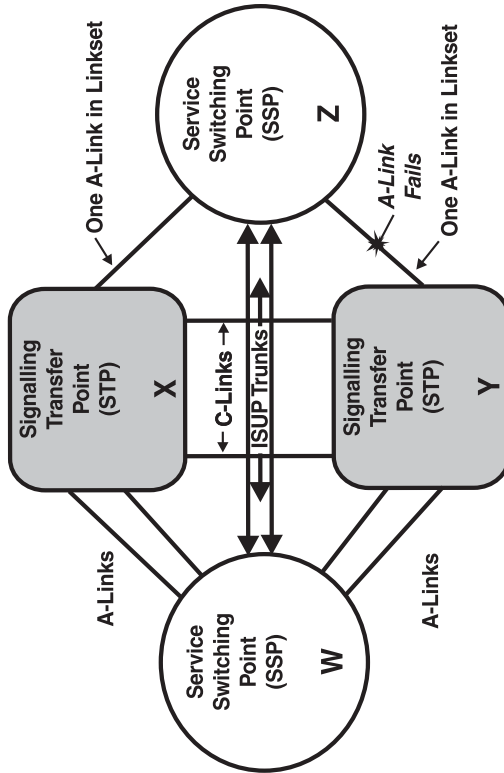 Signalling
Transfer
Point
(STP)
X
One A-Link in Linkset
A-Links
Service
Switching
Point
(SSP)
W
C-Links
ISUP Trunks
Service
Switching
Point
(SSP)
Z
A-Link
Fails
One A-Link in Linkset
A-Links
Signalling
Transfer
Point
(STP)
Y